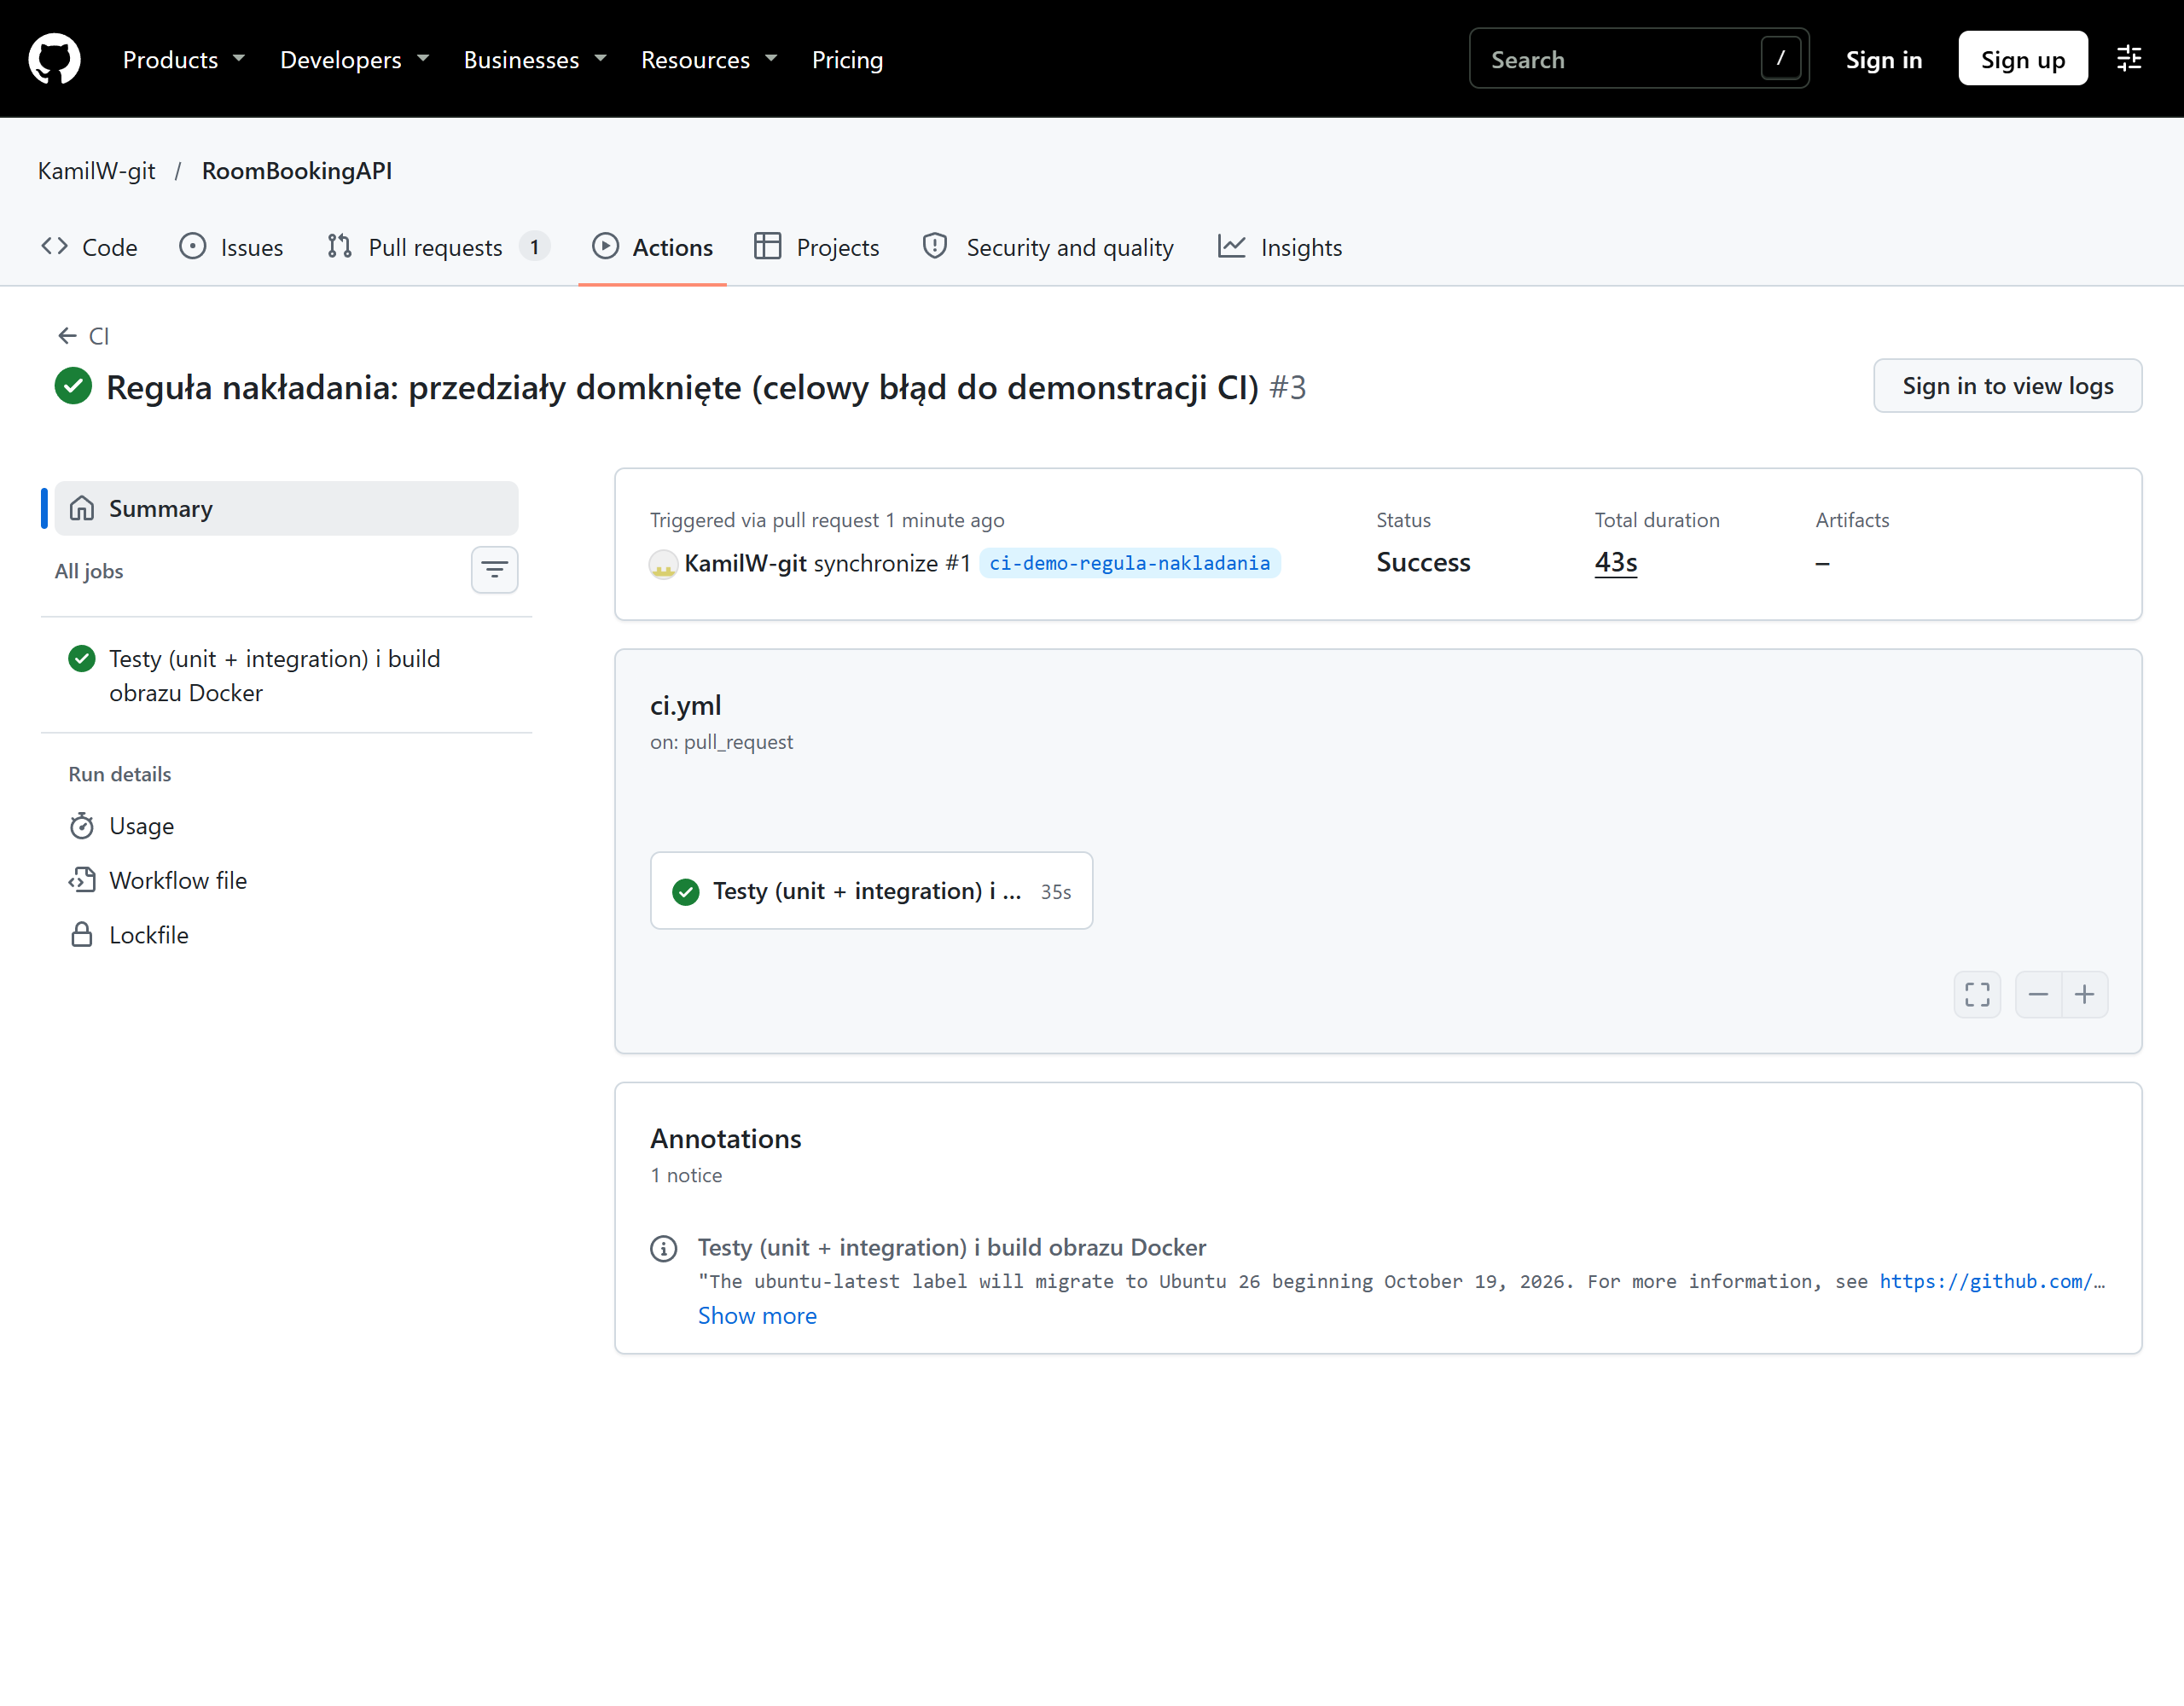 Products Developers Businesses Resources Pricing Search / Sign in Sign up
KamilW-git / RoomBookingAPI
Code Issues Pull requests 1 Actions Projects Security and quality Insights
CI
Reguła nakładania: przedziały domknięte (celowy błąd do demonstracji CI) #3
Sign in to view logs
Summary
All jobs
Testy (unit + integration) i build
obrazu Docker
Run details
Usage
Workflow file
Lockfile
Triggered via pull request 1 minute ago
KamilW-git synchronize #1 ci-demo-regula-nakladania
Status
Success
Total duration
43s
Artifacts
–
ci.yml
on: pull_request
Testy (unit + integration) i ... 35s
Annotations
1 notice
Testy (unit + integration) i build obrazu Docker
"The ubuntu-latest label will migrate to Ubuntu 26 beginning October 19, 2026. For more information, see https://github.com/…
Show more